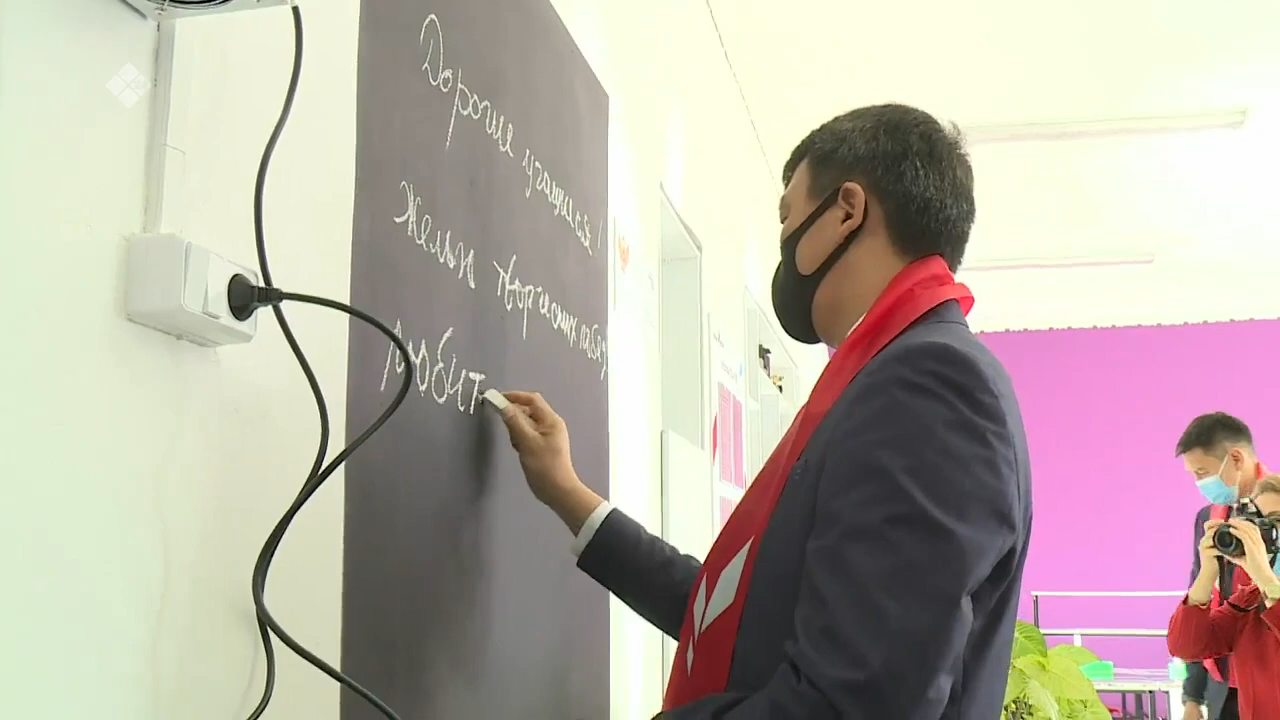 Дорогие учащиеся!
Желаю творческих побед!
Любит